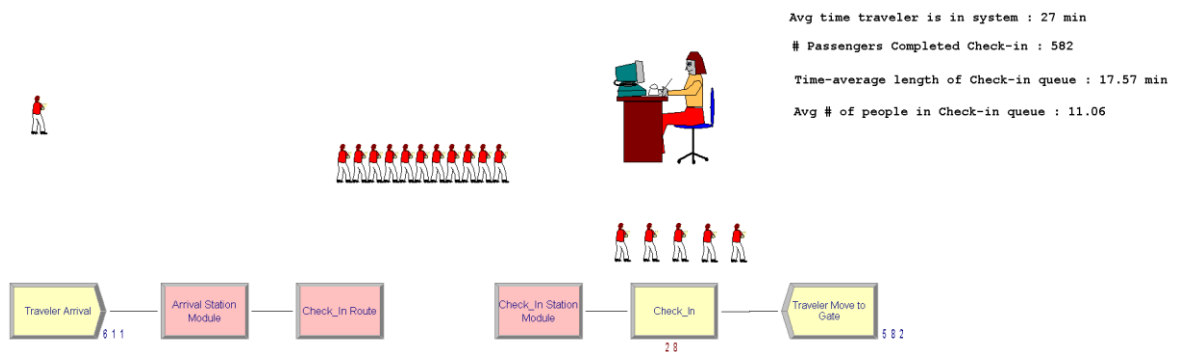 Avg time traveler is in system : 27 min
# Passengers Completed Check-in : 582
Time-average length of Check-in queue : 17.57 min
Avg # of people in Check-in queue : 11.06
Traveler Arrival
611
Arrival Station
Module
Check_In Route
Check_In Station
Module
Check_In
28
Traveler Move to
Gate
582